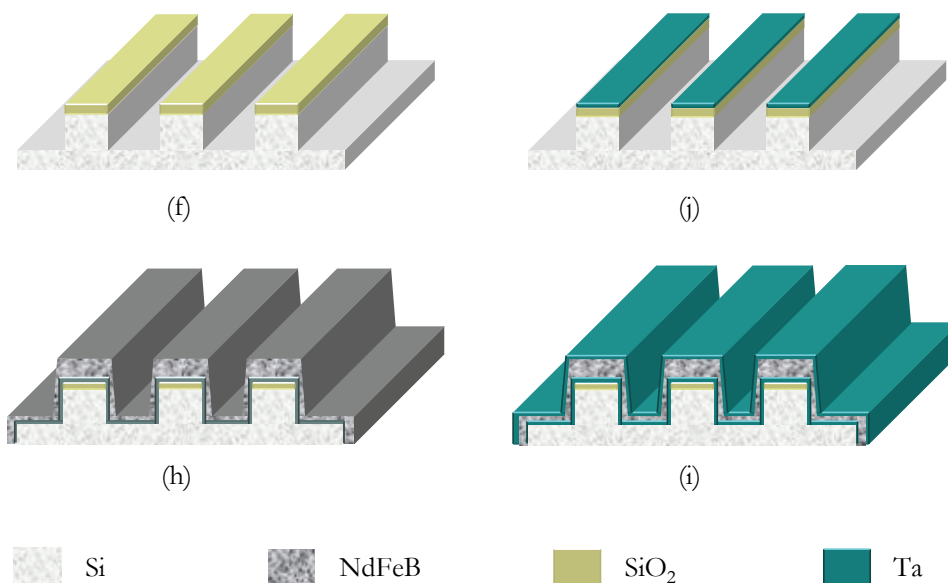 (f)
(j)
(h)
(i)
Si
NdFeB
SiO₂
Ta